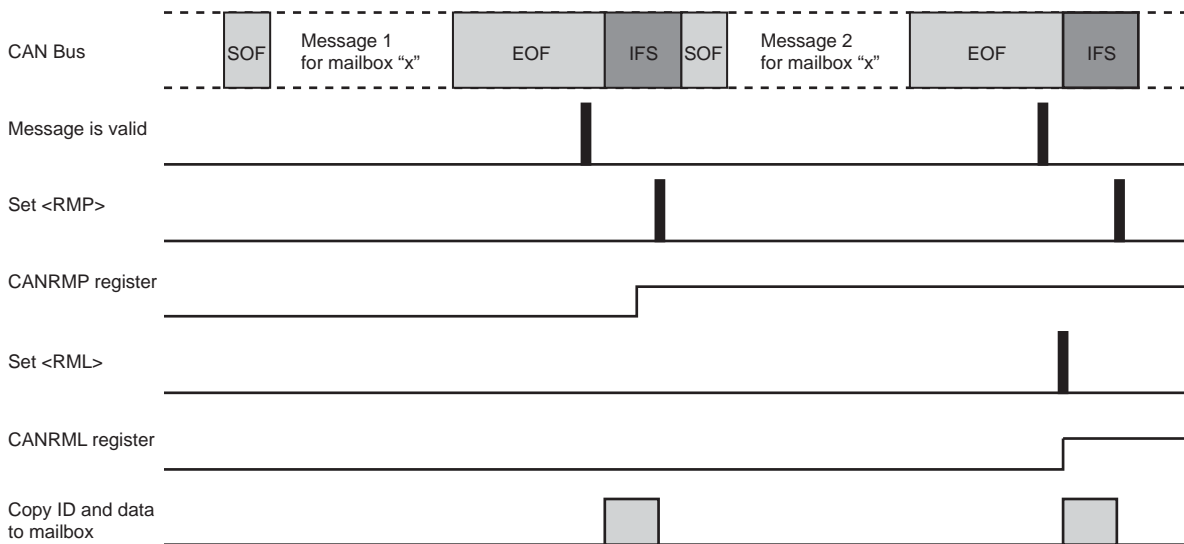 CAN Bus
SOF
Message 1
for mailbox “x”
EOF
IFS
SOF
Message 2
for mailbox “x”
EOF
IFS
Message is valid
Set <RMP>
CANRMP register
Set <RML>
CANRML register
Copy ID and data
to mailbox